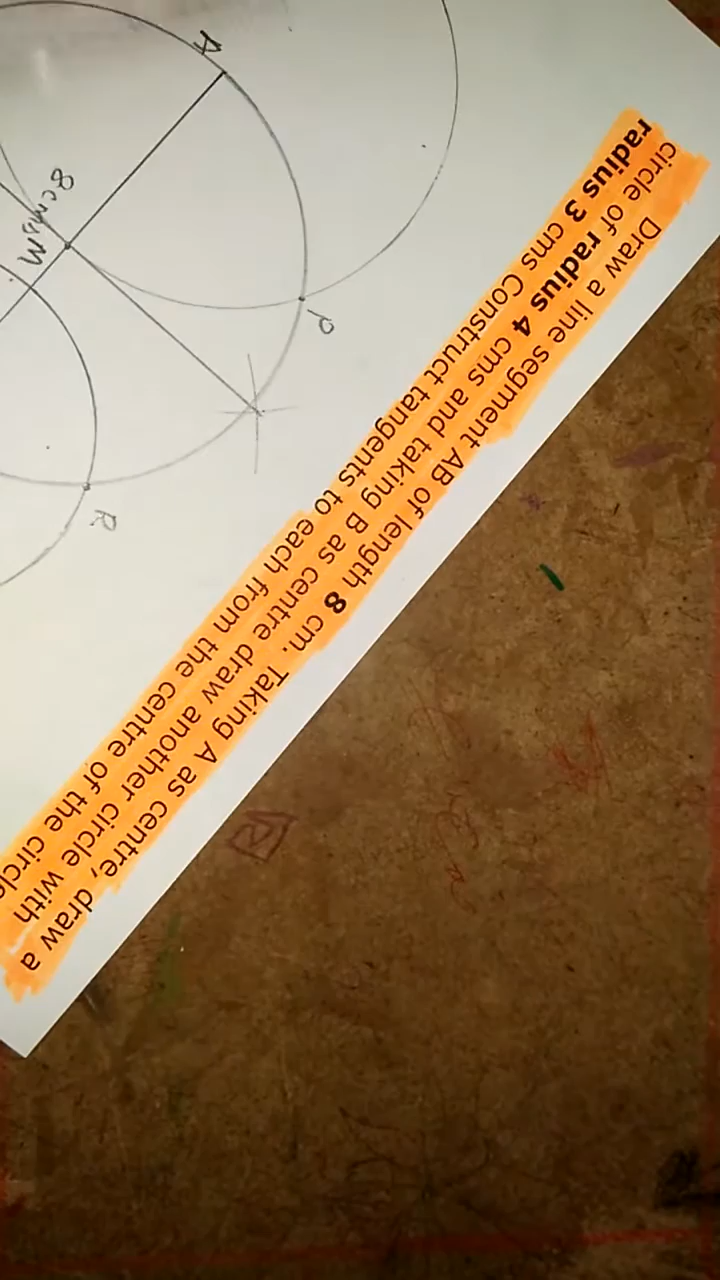 Draw a line segment AB of length 8 cm. Taking A as centre, draw a
circle of radius 4 cms and taking B as centre draw another circle with
radius 3 cms Construct tangents to each from the centre of the circle
A
8cms M
P
R